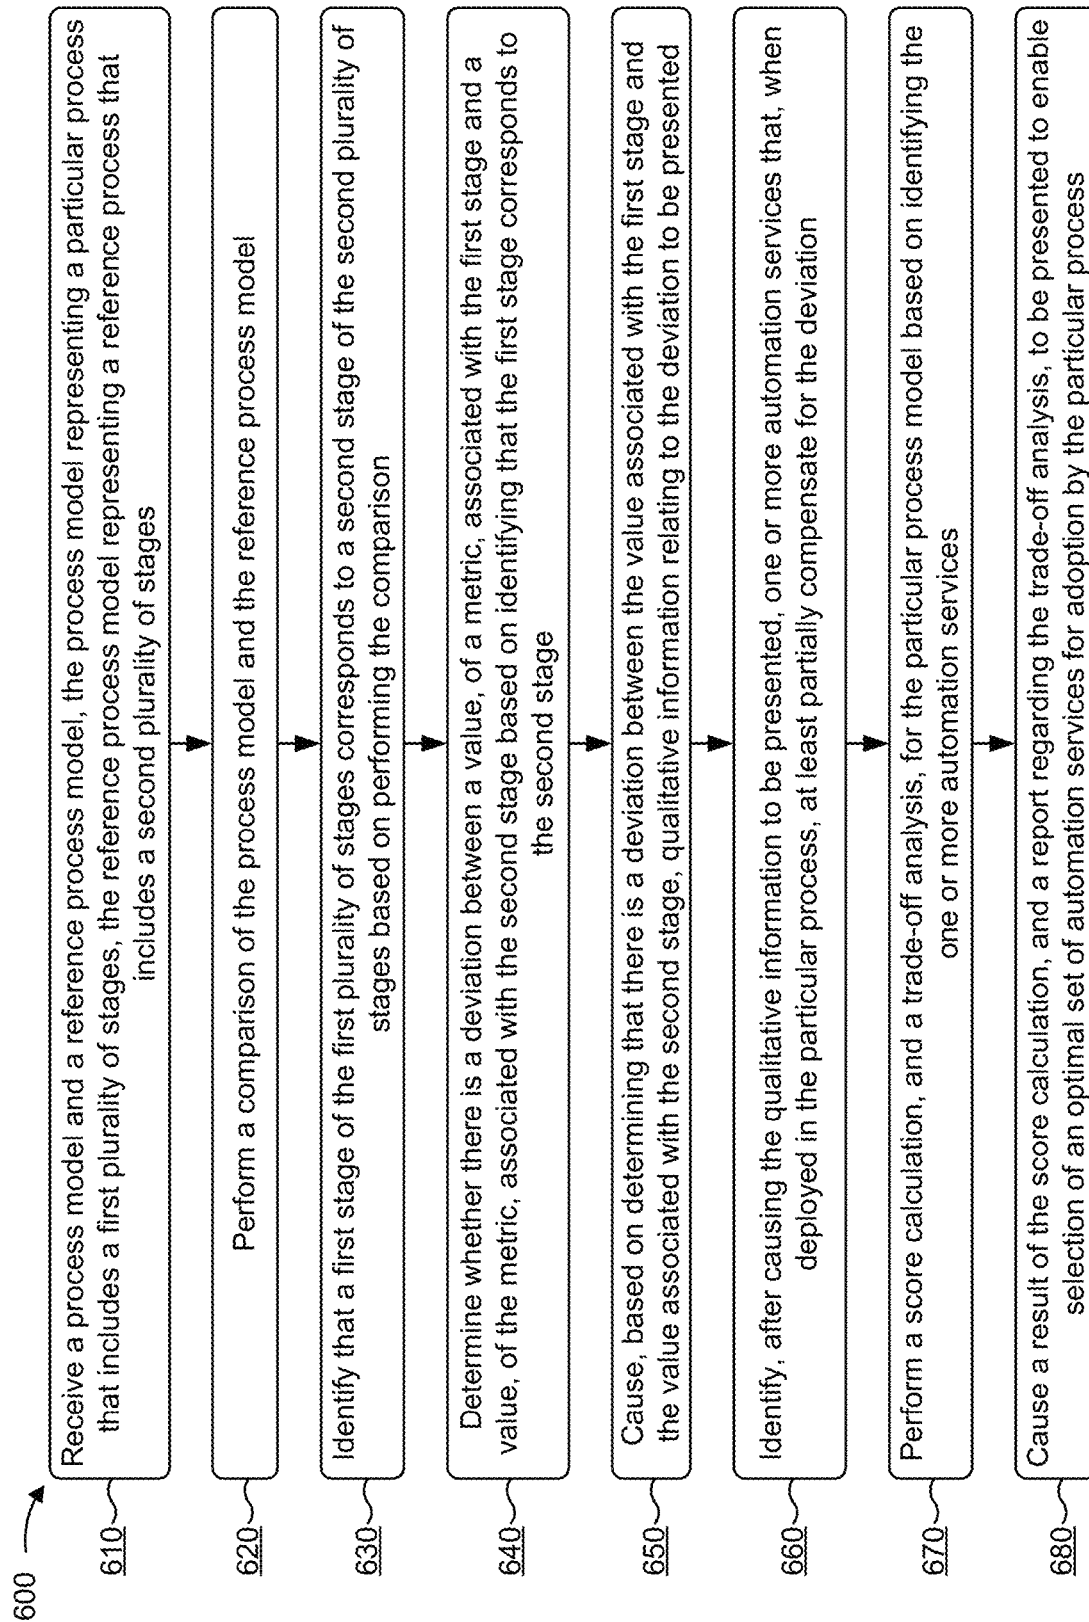 600
610
Receive a process model and a reference process model, the process model representing a particular process
that includes a first plurality of stages, the reference process model representing a reference process that
includes a second plurality of stages
620
Perform a comparison of the process model and the reference process model
630
Identify that a first stage of the first plurality of stages corresponds to a second stage of the second plurality of
stages based on performing the comparison
640
Determine whether there is a deviation between a value, of a metric, associated with the first stage and a
value, of the metric, associated with the second stage based on identifying that the first stage corresponds to
the second stage
650
Cause, based on determining that there is a deviation between the value associated with the first stage and
the value associated with the second stage, qualitative information relating to the deviation to be presented
660
Identify, after causing the qualitative information to be presented, one or more automation services that, when
deployed in the particular process, at least partly compensate for the deviation
670
Perform a score calculation, and a trade-off analysis, for the particular process model based on identifying the
one or more automation services
680
Cause a result of the score calculation, and a report regarding the trade-off analysis, to be presented to enable
selection of an optimal set of automation services for adoption by the particular process